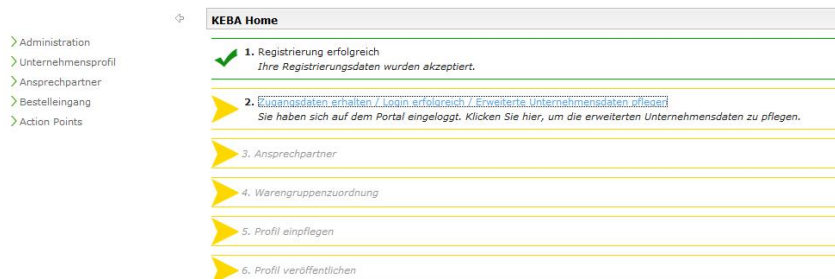 KEBA Home
Administration
Unternehmensprofil
Ansprechpartner
Bestelleingang
Action Points
1. Registrierung erfolgreich
Ihre Registrierungsdaten wurden akzeptiert.
2. Zugangsdaten erhalten / Login erfolgreich / Erweiterte Unternehmensdaten pflegen
Sie haben sich auf dem Portal eingeloggt. Klicken Sie hier, um die erweiterten Unternehmensdaten zu pflegen.
3. Ansprechpartner
4. Warengruppenzuordnung
5. Profil einpflegen
6. Profil veröffentlichen